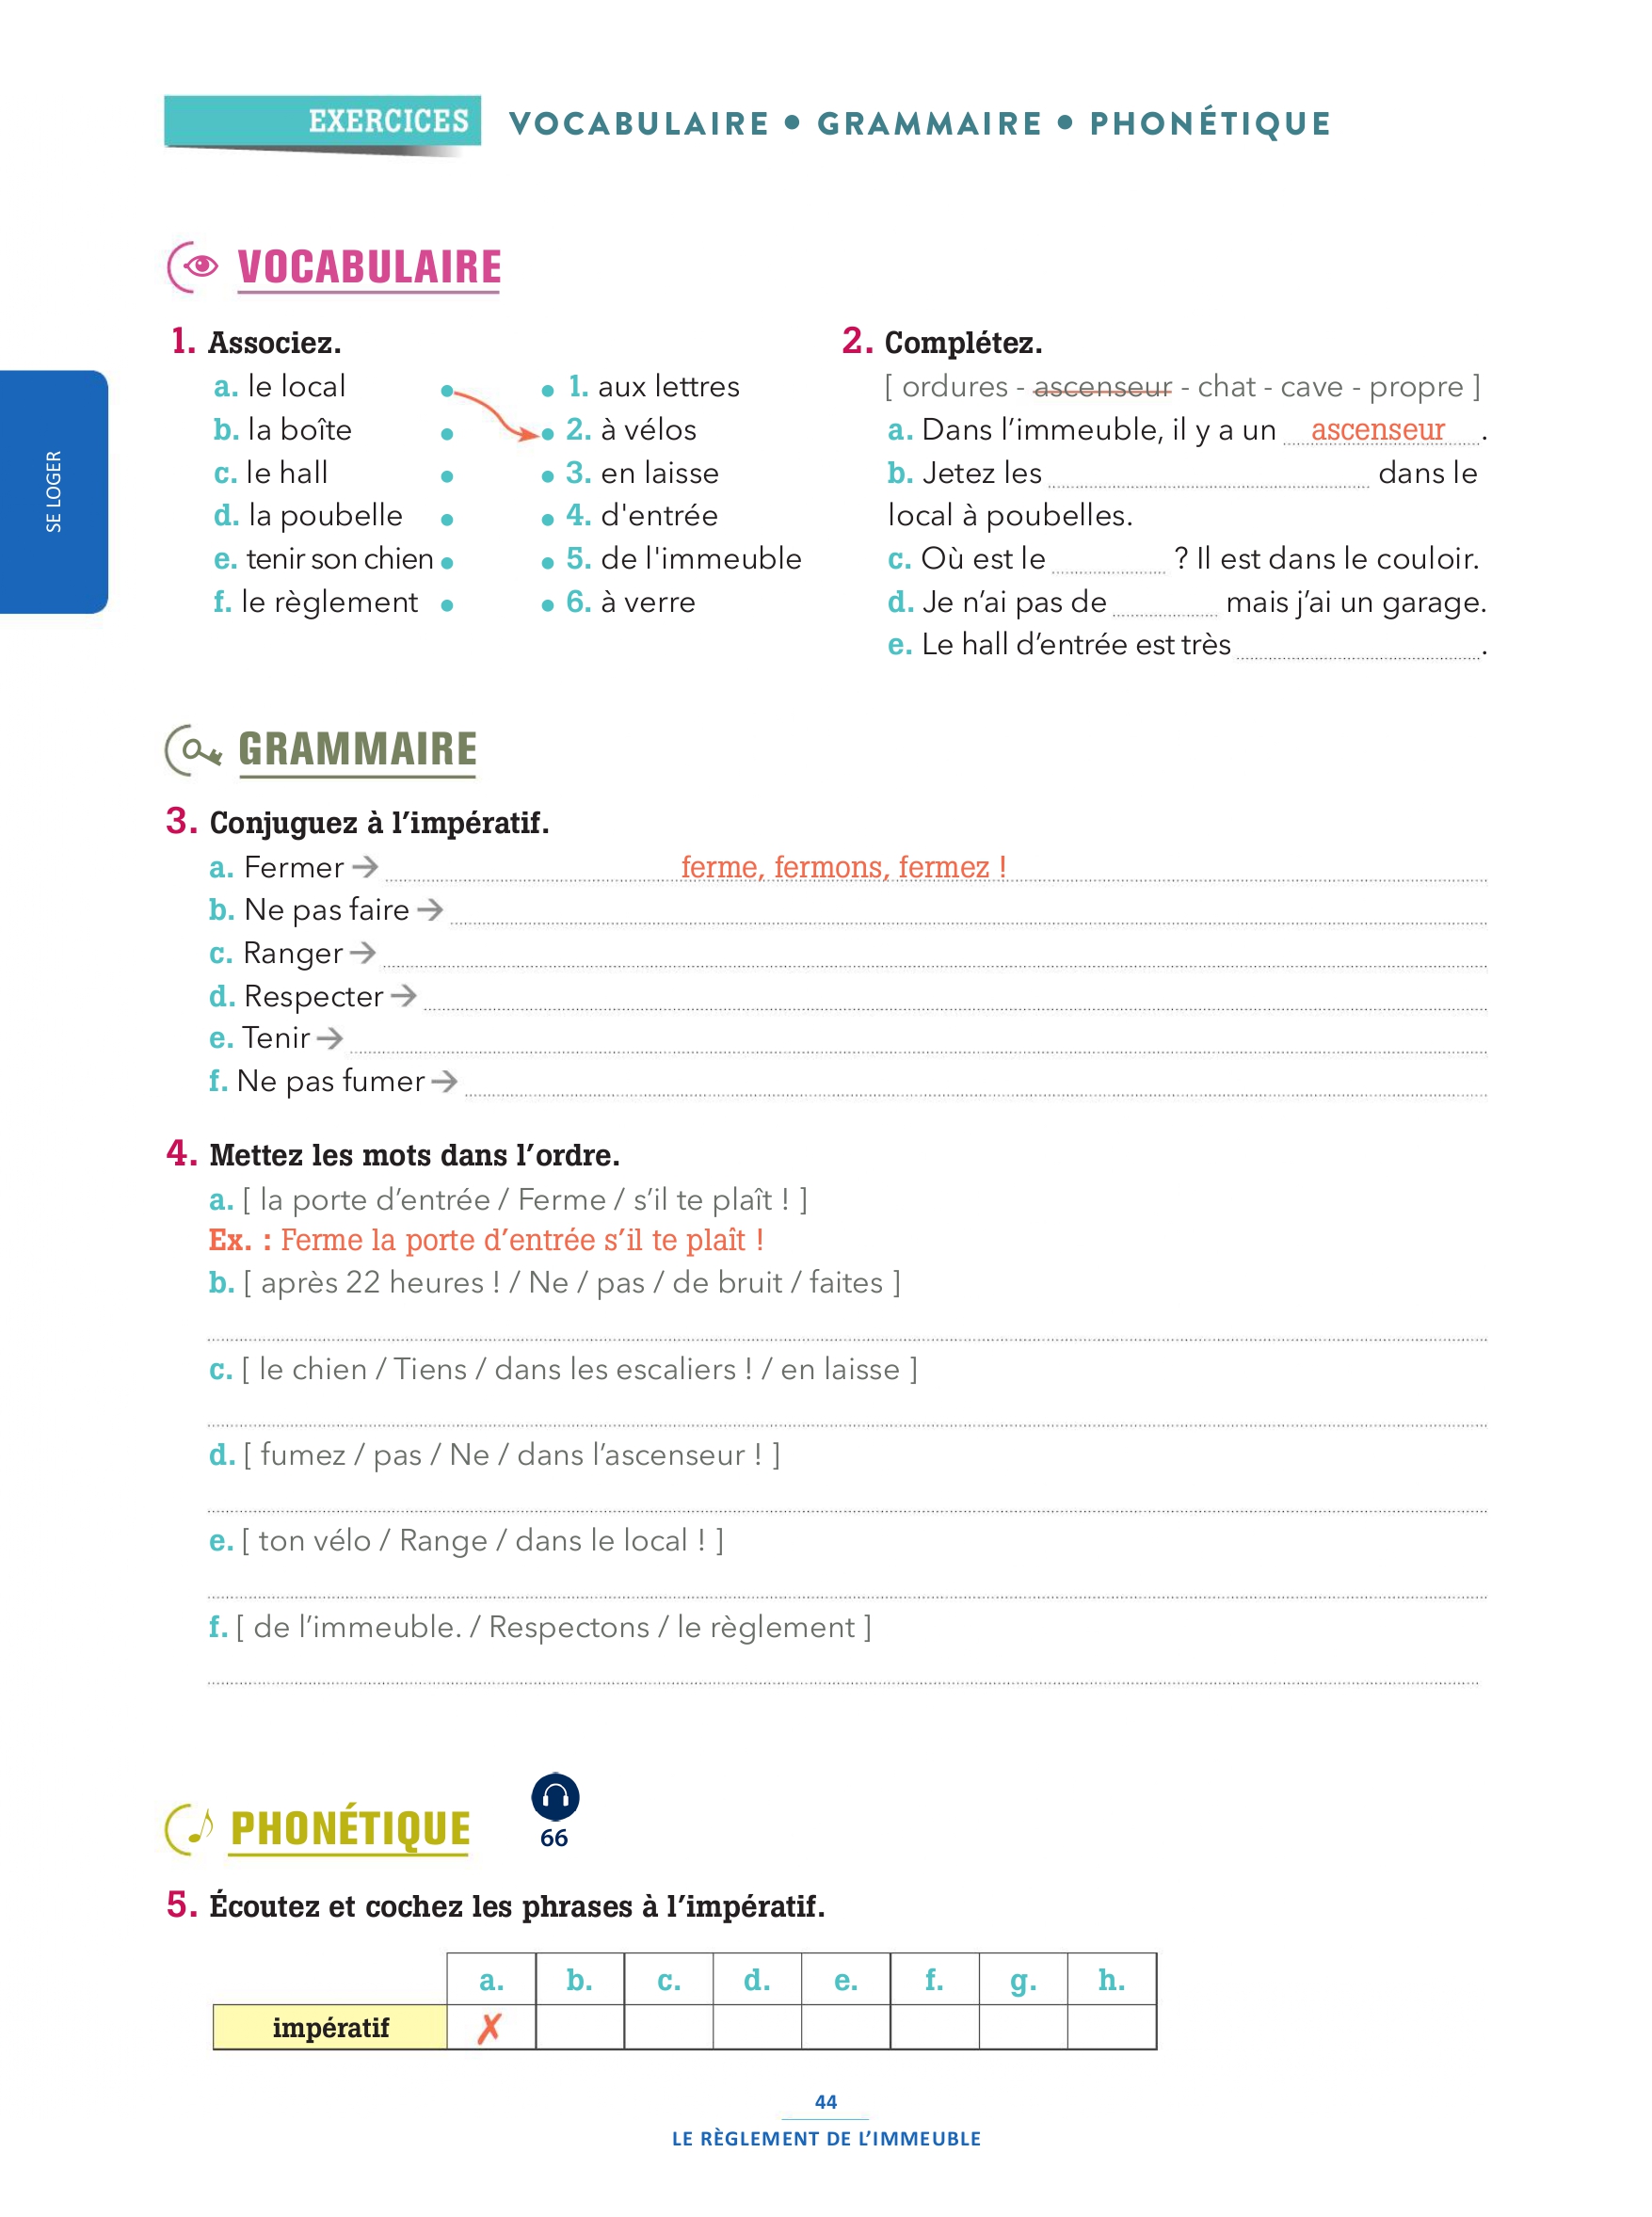 EXERCICES VOCABULAIRE • GRAMMAIRE • PHONÉTIQUE
SE LOGER
VOCABULAIRE
1. Associez.
a. le local
b. la boîte
c. le hall
d. la poubelle
e. tenir son chien
f. le règlement
1. aux lettres
2. à vélos
3. en laisse
4. d'entrée
5. de l'immeuble
6. à verre
2. Complétez.
[ ordures - ascenseur - chat - cave - propre ]
a. Dans l’immeuble, il y a un ascenseur .
b. Jetez les dans le
local à poubelles.
c. Où est le ? Il est dans le couloir.
d. Je n’ai pas de mais j’ai un garage.
e. Le hall d’entrée est très .
GRAMMAIRE
3. Conjuguez à l’impératif.
a. Fermer → ferme, fermons, fermez !
b. Ne pas faire →
c. Ranger →
d. Respecter →
e. Tenir →
f. Ne pas fumer →
4. Mettez les mots dans l’ordre.
a. [ la porte d’entrée / Ferme / s’il te plaît ! ]
Ex. : Ferme la porte d’entrée s’il te plaît !
b. [ après 22 heures ! / Ne / pas / de bruit / faites ]
c. [ le chien / Tiens / dans les escaliers ! / en laisse ]
d. [ fumez / pas / Ne / dans l’ascenseur ! ]
e. [ ton vélo / Range / dans le local ! ]
f. [ de l’immeuble. / Respectons / le règlement ]
PHONÉTIQUE
66
5. Écoutez et cochez les phrases à l’impératif.
a. b. c. d. e. f. g. h.
impératif ✗
44
LE RÈGLEMENT DE L’IMMEUBLE